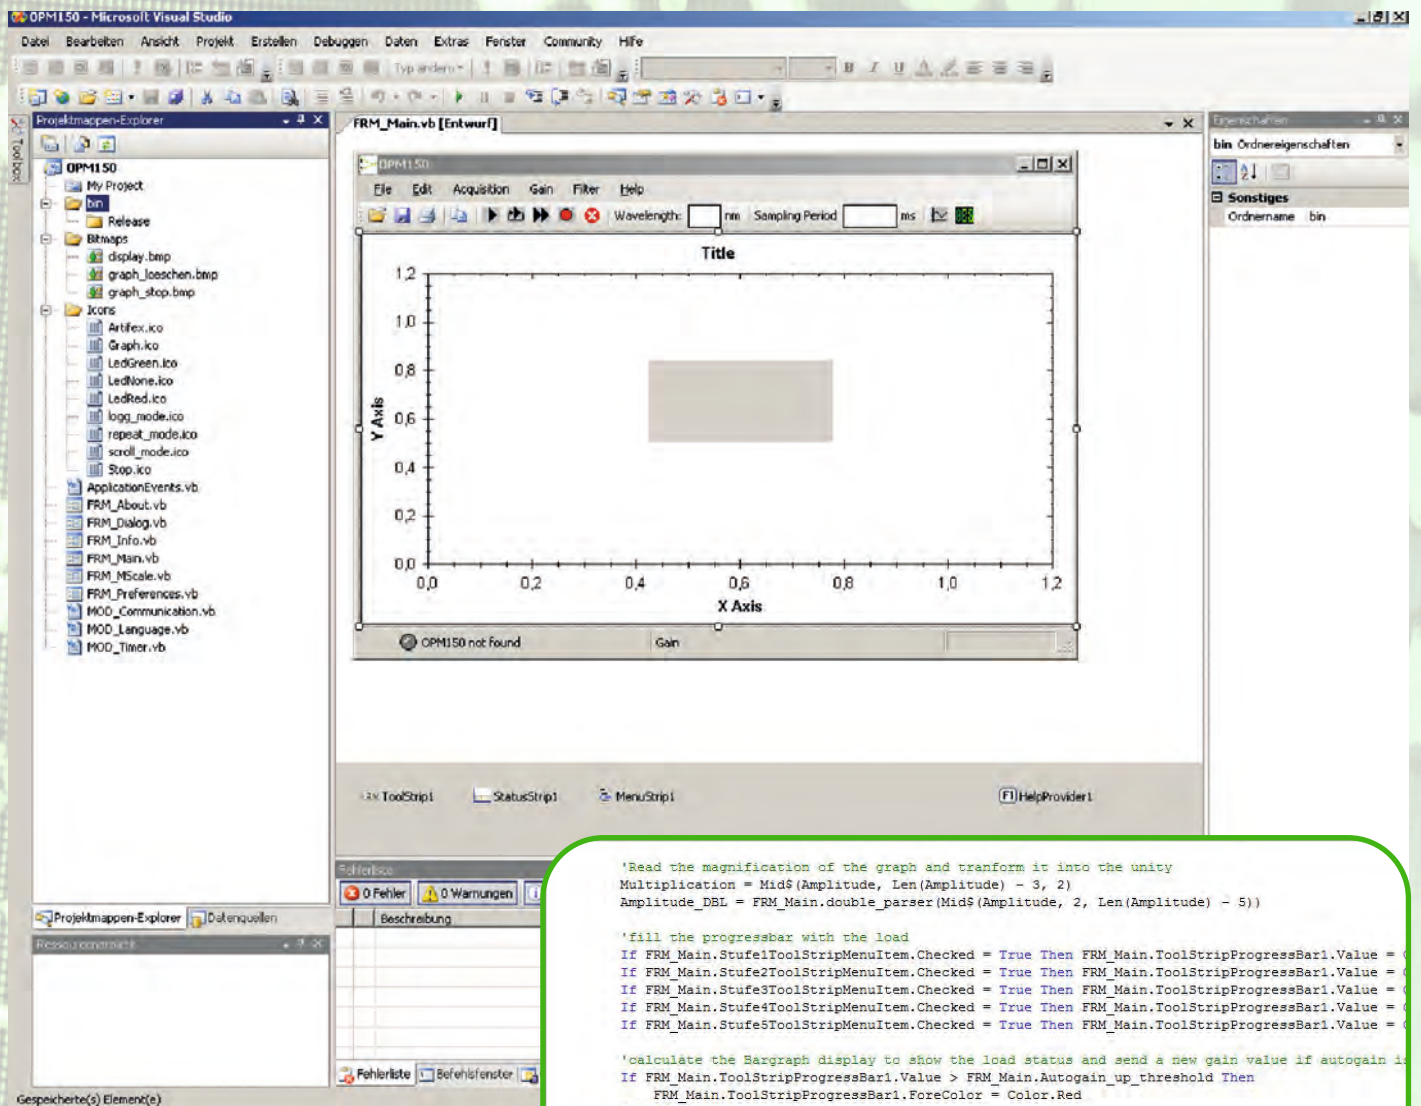 OPM150 - Microsoft Visual Studio
Datei Bearbeiten Ansicht Projekt Erstellen Debuggen Daten Extras Fenster Community Hilfe
Typ ändern
B I U
Toolbox
Projektmappen-Explorer
OPM150
My Project
bin
Release
Bitmaps
display.bmp
graph_loeschen.bmp
graph_stop.bmp
Icons
Artifex.ico
Graph.ico
LedGreen.ico
LedNone.ico
LedRed.ico
logg_mode.ico
repeat_mode.ico
scroll_mode.ico
Stop.ico
ApplicationEvents.vb
FRM_About.vb
FRM_Dialog.vb
FRM_Info.vb
FRM_Main.vb
FRM_MScale.vb
FRM_Preferences.vb
MOD_Communication.vb
MOD_Language.vb
MOD_Timer.vb
Projektmappen-Explorer Datenquellen
Ressourcenansicht
Gespeicherte(s) Element(e)
FRM_Main.vb [Entwurf]
OPM150
File Edit Acquisition Gain Filter Help
Wavelength: nm Sampling Period ms
Title
1,2
1,0
0,8
0,6
0,4
0,2
0,0
Y Axis
0,0 0,2 0,4 0,6 0,8 1,0 1,2
X Axis
OPM150 not found Gain
ToolStrip1 StatusStrip1 MenuStrip1 F1 HelpProvider1
Fehlerliste
0 Fehler 0 Warnungen
Beschreibung
Fehlerliste Befehlsfenster
Eigenschaften
bin Ordnereigenschaften
Sonstiges
Ordnername bin
'Read the magnification of the graph and tranform it into the unity
Multiplication = Mid$(Amplitude, Len(Amplitude) - 3, 2)
Amplitude_DBL = FRM_Main.double_parser(Mid$(Amplitude, 2, Len(Amplitude) - 5))
'fill the progressbar with the load
If FRM_Main.Stufe1ToolStripMenuItem.Checked = True Then FRM_Main.ToolStripProgressBar1.Value =
If FRM_Main.Stufe2ToolStripMenuItem.Checked = True Then FRM_Main.ToolStripProgressBar1.Value =
If FRM_Main.Stufe3ToolStripMenuItem.Checked = True Then FRM_Main.ToolStripProgressBar1.Value =
If FRM_Main.Stufe4ToolStripMenuItem.Checked = True Then FRM_Main.ToolStripProgressBar1.Value =
If FRM_Main.Stufe5ToolStripMenuItem.Checked = True Then FRM_Main.ToolStripProgressBar1.Value =
'calculate the Bargraph display to show the load status and send a new gain value if autogain is
If FRM_Main.ToolStripProgressBar1.Value > FRM_Main.Autogain_up_threshold Then
FRM_Main.ToolStripProgressBar1.ForeColor = Color.Red